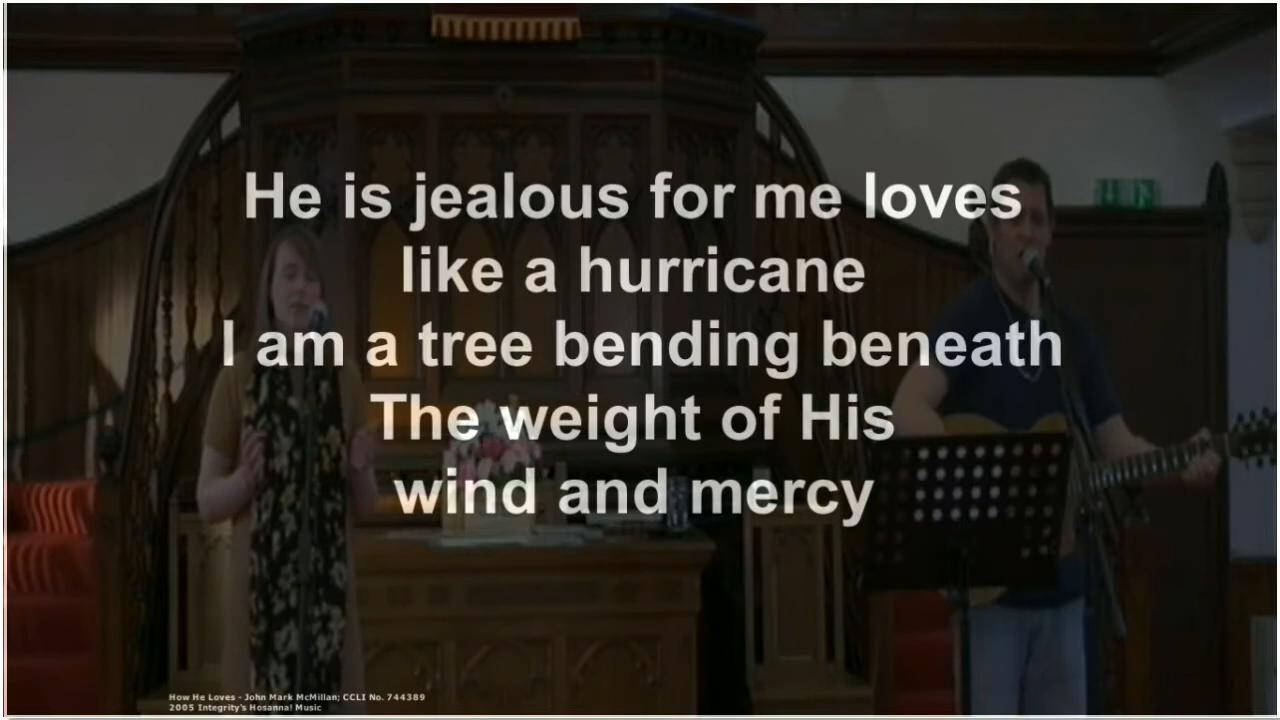 He is jealous for me loves
like a hurricane
I am a tree bending beneath
The weight of His
wind and mercy
How He Loves - John Mark McMillan; CCLI No. 744389
2005 Integrity's Hosanna! Music